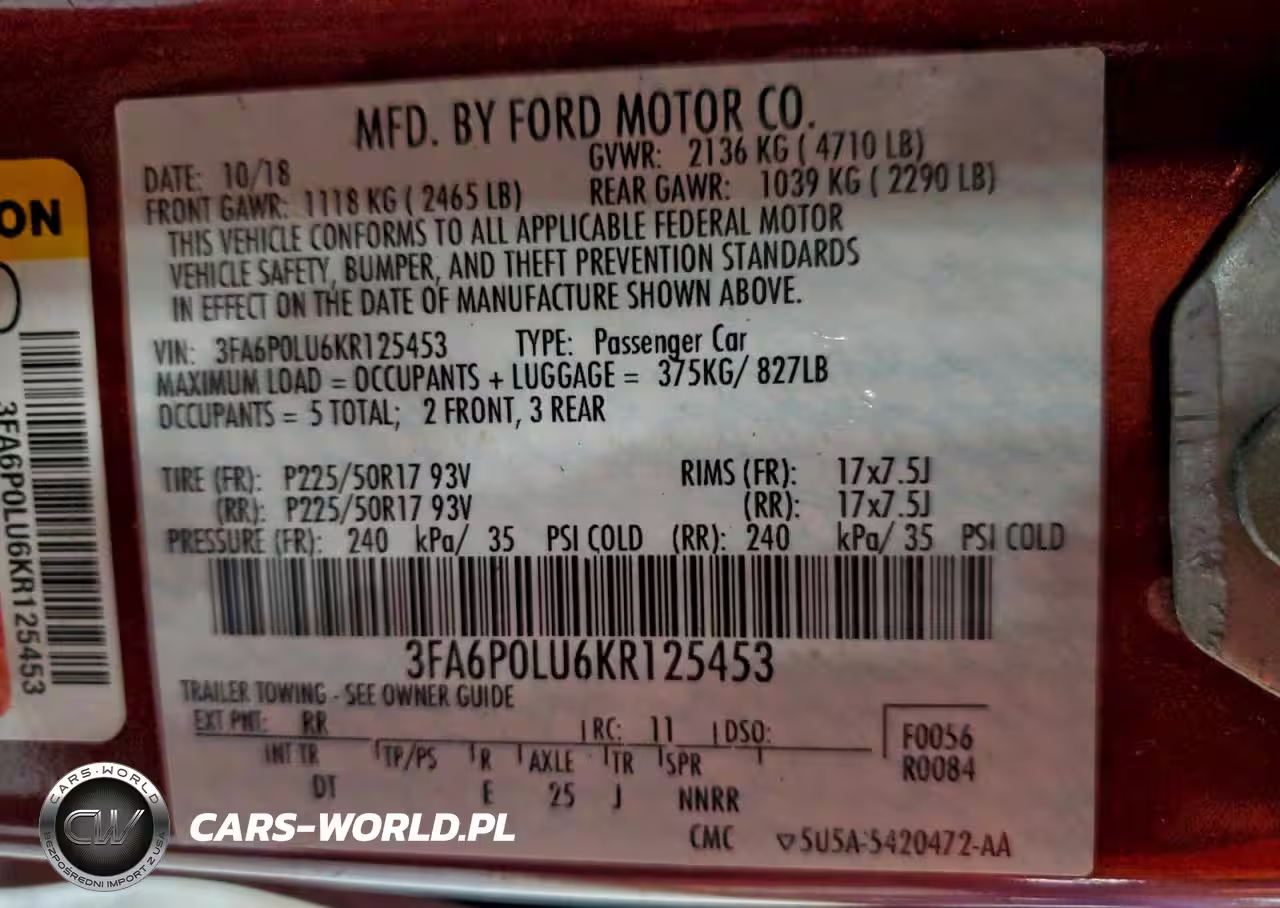 MFD. BY FORD MOTOR CO.
DATE: 10/18
GVWR: 2136 KG ( 4710 LB)
FRONT GAWR: 1118 KG ( 2465 LB)
REAR GAWR: 1039 KG ( 2290 LB)
THIS VEHICLE CONFORMS TO ALL APPLICABLE FEDERAL MOTOR
VEHICLE SAFETY, BUMPER, AND THEFT PREVENTION STANDARDS
IN EFFECT ON THE DATE OF MANUFACTURE SHOWN ABOVE.
VIN: 3FA6P0LU6KR125453 TYPE: Passenger Car
MAXIMUM LOAD = OCCUPANTS + LUGGAGE = 375KG/ 827LB
OCCUPANTS = 5 TOTAL; 2 FRONT, 3 REAR
TIRE (FR): P225/50R17 93V RIMS (FR): 17x7.5J
(RR): P225/50R17 93V (RR): 17x7.5J
PRESSURE (FR): 240 kPa/ 35 PSI COLD (RR): 240 kPa/ 35 PSI COLD
3FA6P0LU6KR125453
TRAILER TOWING - SEE OWNER GUIDE
EXT PNT: RR RC: 11 DSO:
INT TR TP/PS R AXLE TR SPR
DT E 25 J NNRR
F0056
R0084
CMC 5U5A-5420472-AA
ON
3FA6P0LU6KR125453
CARS-WORLD
CW
BEZPOŚREDNI IMPORT Z USA
CARS-WORLD.PL